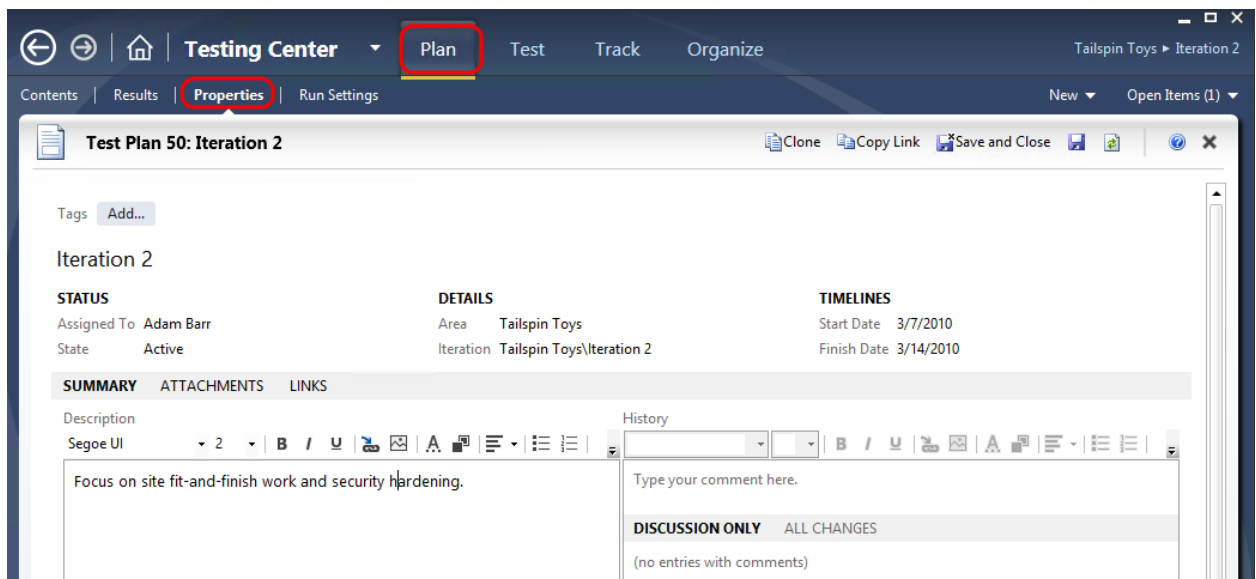 Testing Center Plan Test Track Organize Tailspin Toys ▸ Iteration 2
Contents | Results | Properties | Run Settings New Open Items (1)
Test Plan 50: Iteration 2 Clone Copy Link Save and Close
Tags Add...
Iteration 2
STATUS DETAILS TIMELINES
Assigned To Adam Barr Area Tailspin Toys Start Date 3/7/2010
State Active Iteration Tailspin Toys\Iteration 2 Finish Date 3/14/2010
SUMMARY ATTACHMENTS LINKS
Description History
Segoe UI 2 B I U A B I U A
Focus on site fit-and-finish work and security hardening. Type your comment here.
DISCUSSION ONLY ALL CHANGES
(no entries with comments)